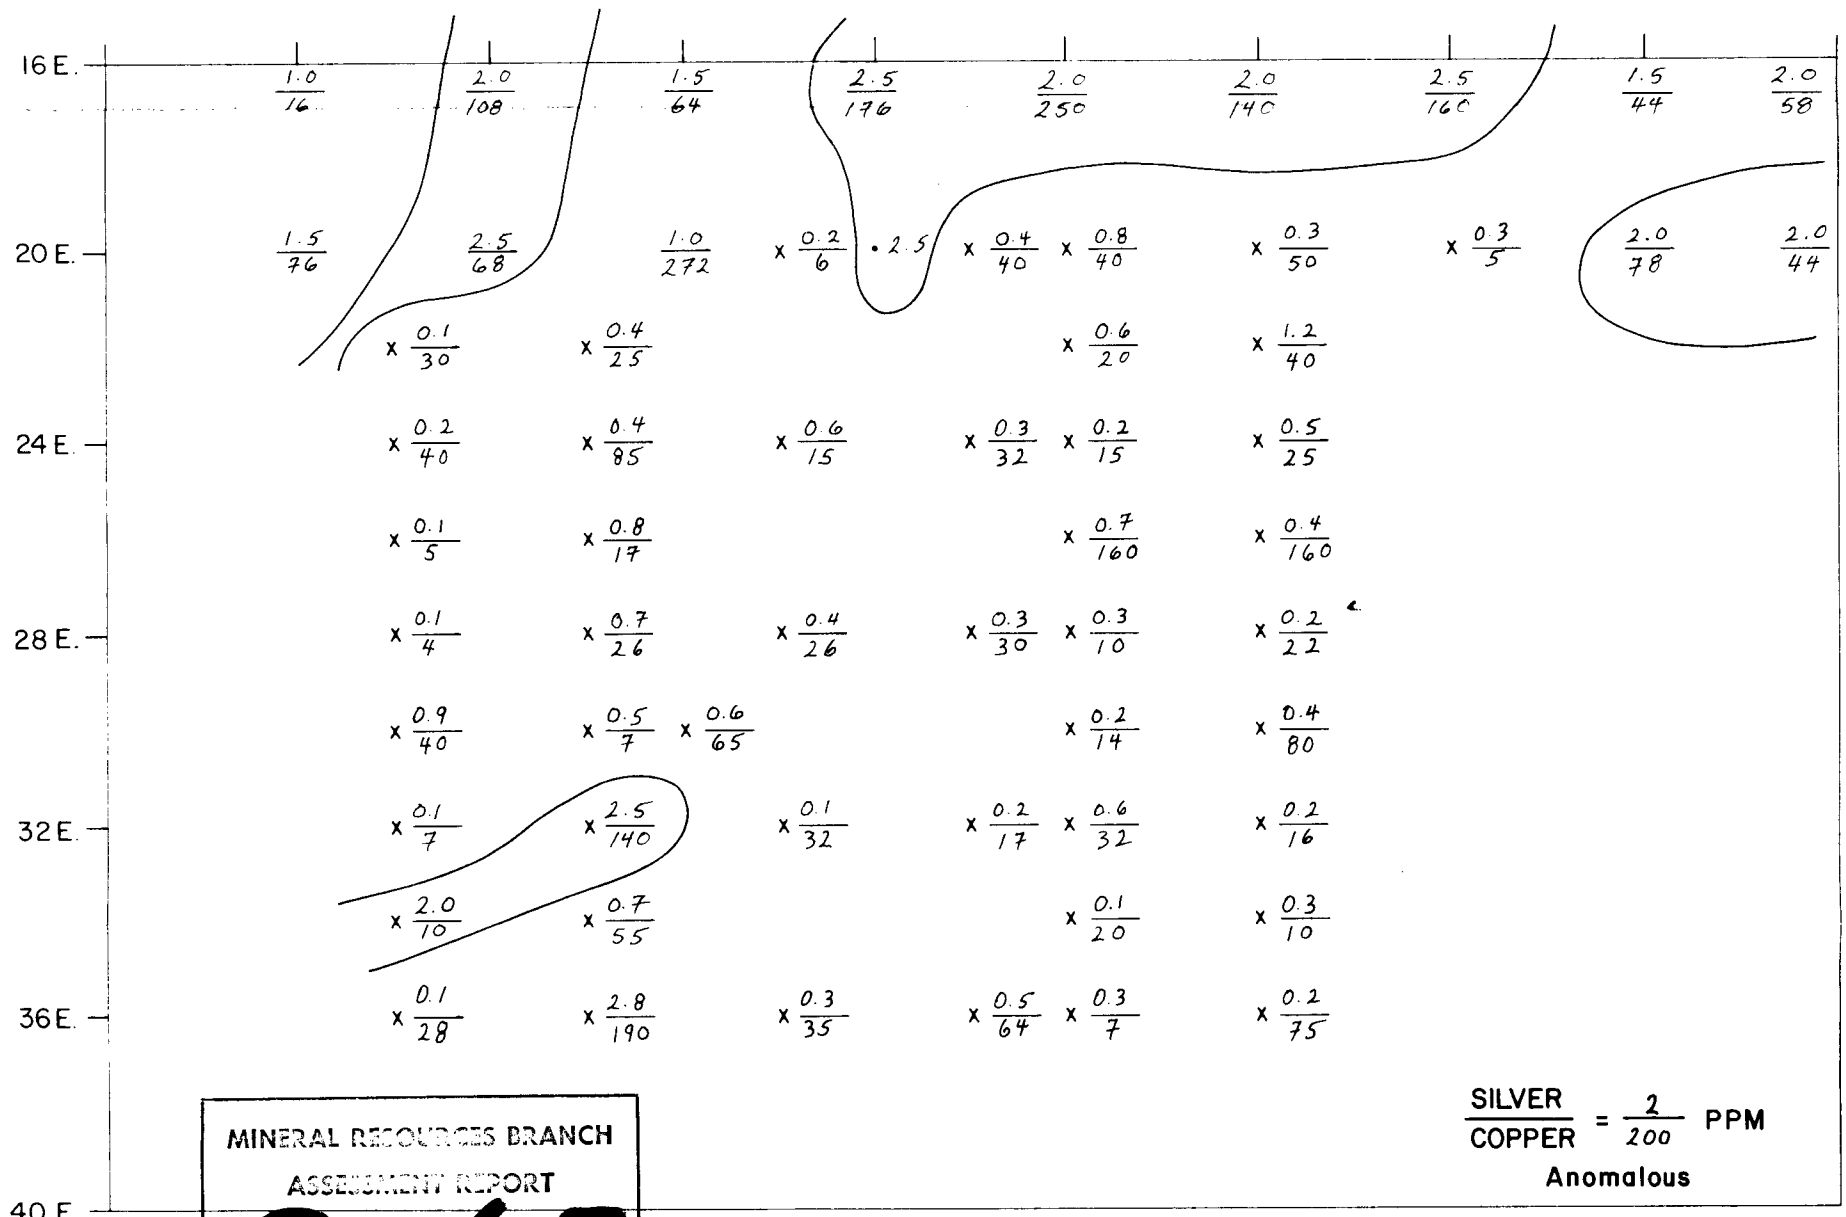 16 E. 1.0/16 2.0/108 1.5/64 2.5/176 2.0/250 2.0/140 2.5/160 1.5/44 2.0/58
20 E. 1.5/76 2.5/68 1.0/272 x 0.2/6 • 2.5 x 0.4/40 x 0.8/40 x 0.3/50 x 0.3/5 2.0/78 2.0/44
x 0.1/30 x 0.4/25 x 0.6/20 x 1.2/40
24 E. x 0.2/40 x 0.4/85 x 0.6/15 x 0.3/32 x 0.2/15 x 0.5/25
x 0.1/5 x 0.8/17 x 0.7/160 x 0.4/160
28 E. x 0.1/4 x 0.7/26 x 0.4/26 x 0.3/30 x 0.3/10 x 0.2/22
x 0.9/40 x 0.5/7 x 0.6/65 x 0.2/14 x 0.4/80
32 E. x 0.1/7 x 2.5/140 x 0.1/32 x 0.2/17 x 0.6/32 x 0.2/16
x 2.0/10 x 0.7/55 x 0.1/20 x 0.3/10
36 E. x 0.1/28 x 2.8/190 x 0.3/35 x 0.5/64 x 0.3/7 x 0.2/75
SILVER/COPPER = 2/200 PPM
Anomalous
MINERAL RESOURCES BRANCH
ASSESSMENT REPORT
40 E